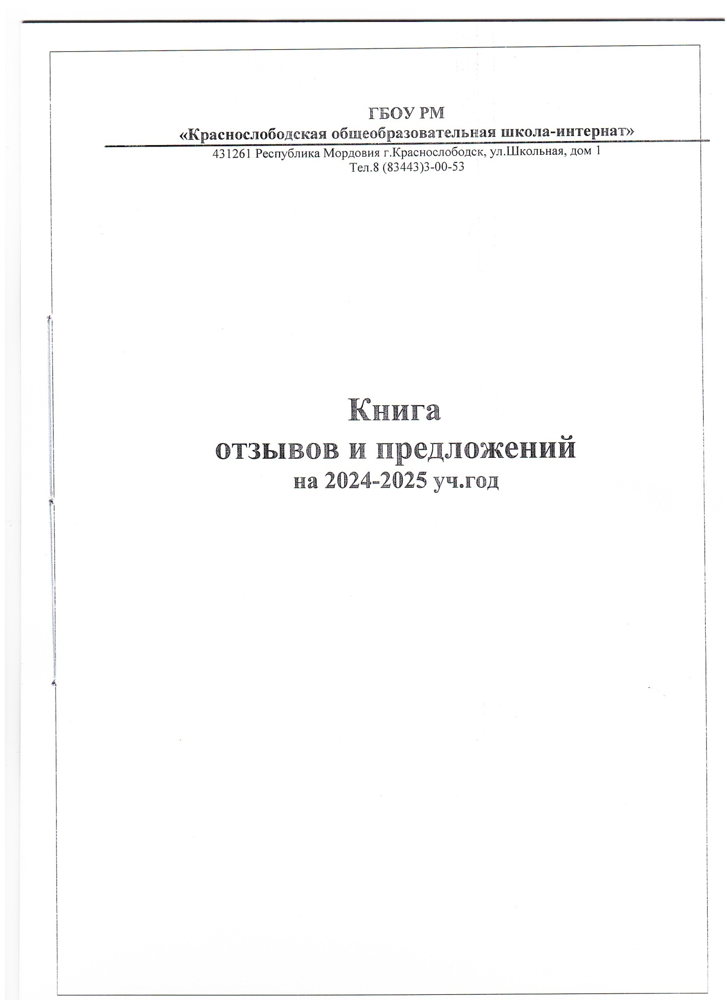 ГБОУ РМ
«Краснослободская общеобразовательная школа-интернат»
431261 Республика Мордовия г.Краснослободск, ул.Школьная, дом 1
Тел.8 (83443)3-00-53
Книга
отзывов и предложений
на 2024-2025 уч.год